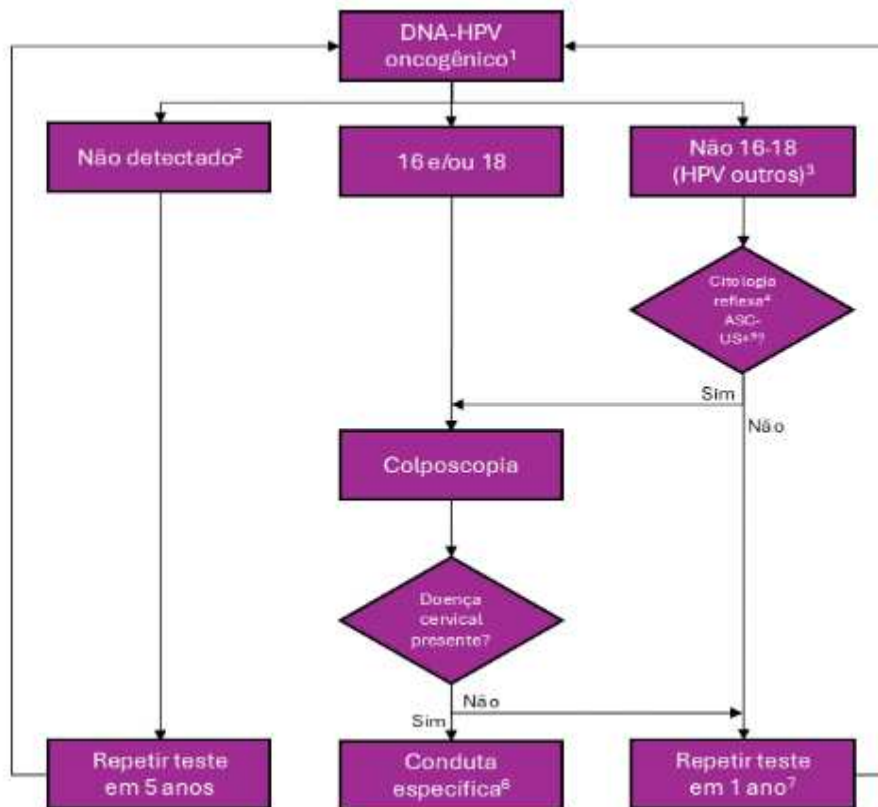 DNA-HPV
oncogênico¹
Não detectado²
16 e/ou 18
Não 16-18
(HPV outros)³
Citologia
reflexa⁴
ASC-
US+⁵?
Sim
Não
Colposcopia
Doença
cervical
presente?
Não
Sim
Repetir teste
em 5 anos
Conduta
específica⁶
Repetir teste
em 1 ano⁷